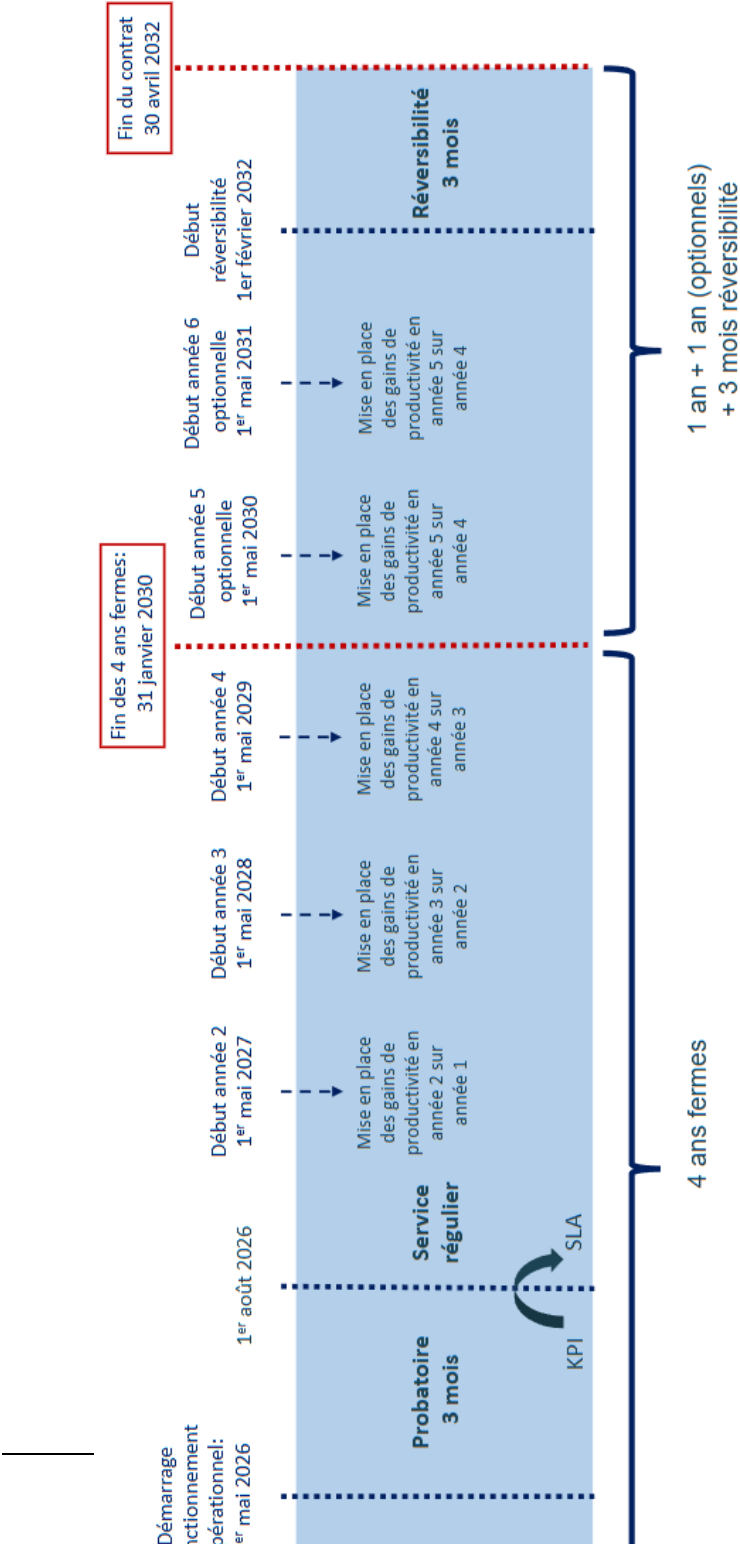 Démarrage
nctionnement
pérationnel:
er mai 2026
1er août 2026
Début année 2
1er mai 2027
Début année 3
1er mai 2028
Début année 4
1er mai 2029
Fin des 4 ans fermes:
31 janvier 2030
Début année 5
optionnelle
1er mai 2030
Début année 6
optionnelle
1er mai 2031
Début
réversibilité
1er février 2032
Fin du contrat
30 avril 2032
Probatoire
3 mois
KPI
SLA
Service
régulier
Mise en place
des gains de
productivité en
année 2 sur
année 1
Mise en place
des gains de
productivité en
année 3 sur
année 2
Mise en place
des gains de
productivité en
année 4 sur
année 3
Mise en place
des gains de
productivité en
année 5 sur
année 4
Mise en place
des gains de
productivité en
année 5 sur
année 4
Réversibilité
3 mois
4 ans fermes
1 an + 1 an (optionnels)
+ 3 mois réversibilité